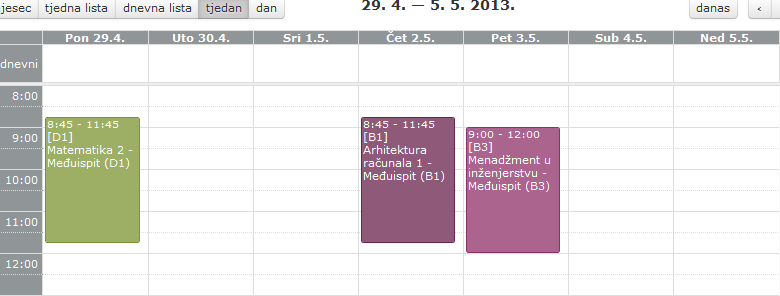 jesec tjedna lista dnevna lista tjedan dan 29. 4. — 5. 5. 2013. danas ‹
Pon 29.4. Uto 30.4. Sri 1.5. Čet 2.5. Pet 3.5. Sub 4.5. Ned 5.5.
dnevni
8:00
9:00
10:00
11:00
12:00
8:45 - 11:45
[D1]
Matematika 2 -
Međuispit (D1)
8:45 - 11:45
[B1]
Arhitektura
računala 1 -
Međuispit (B1)
9:00 - 12:00
[B3]
Menadžment u
inženjerstvu -
Međuispit (B3)